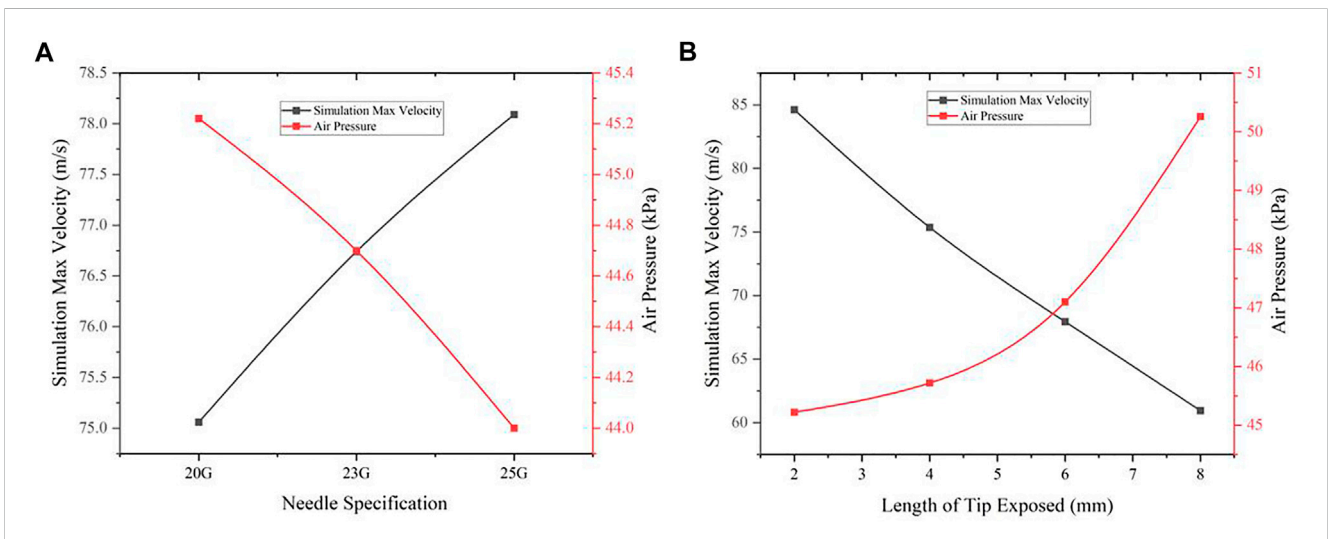 A
Simulation Max Velocity (m/s)
78.5
78.0
77.5
77.0
76.5
76.0
75.5
75.0
Simulation Max Velocity
Air Pressure
45.4
45.2
45.0
44.8
44.6
44.4
44.2
44.0
Air Pressure (kPa)
20G 23G 25G
Needle Specification
B
Simulation Max Velocity (m/s)
85
80
75
70
65
60
Simulation Max Velocity
Air Pressure
51
50
49
48
47
46
45
Air Pressure (kPa)
2 3 4 5 6 7 8
Length of Tip Exposed (mm)